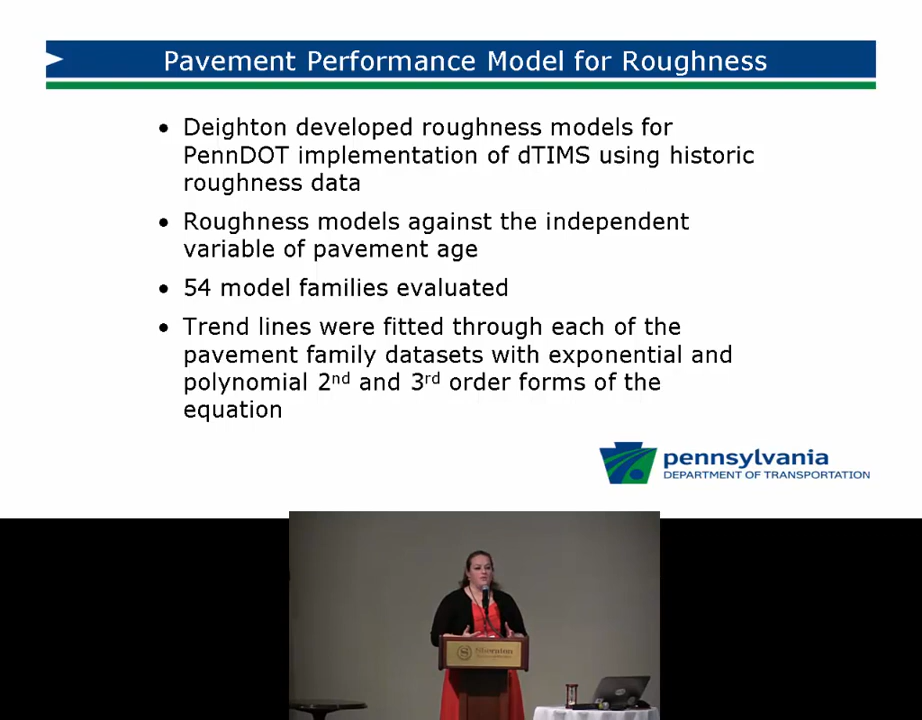 Pavement Performance Model for Roughness
• Deighton developed roughness models for
PennDOT implementation of dTIMS using historic
roughness data
• Roughness models against the independent
variable of pavement age
• 54 model families evaluated
• Trend lines were fitted through each of the
pavement family datasets with exponential and
polynomial 2nd and 3rd order forms of the
equation
pennsylvania
DEPARTMENT OF TRANSPORTATION
Sheraton